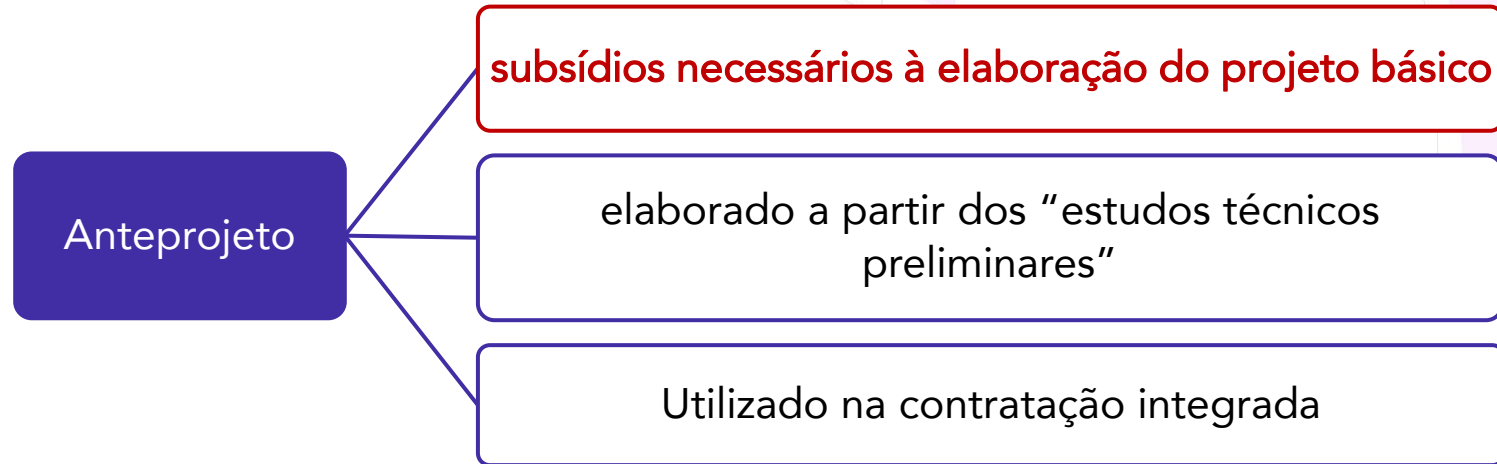 subsídios necessários à elaboração do projeto básico
Anteprojeto
elaborado a partir dos “estudos técnicos
preliminares”
Utilizado na contratação integrada